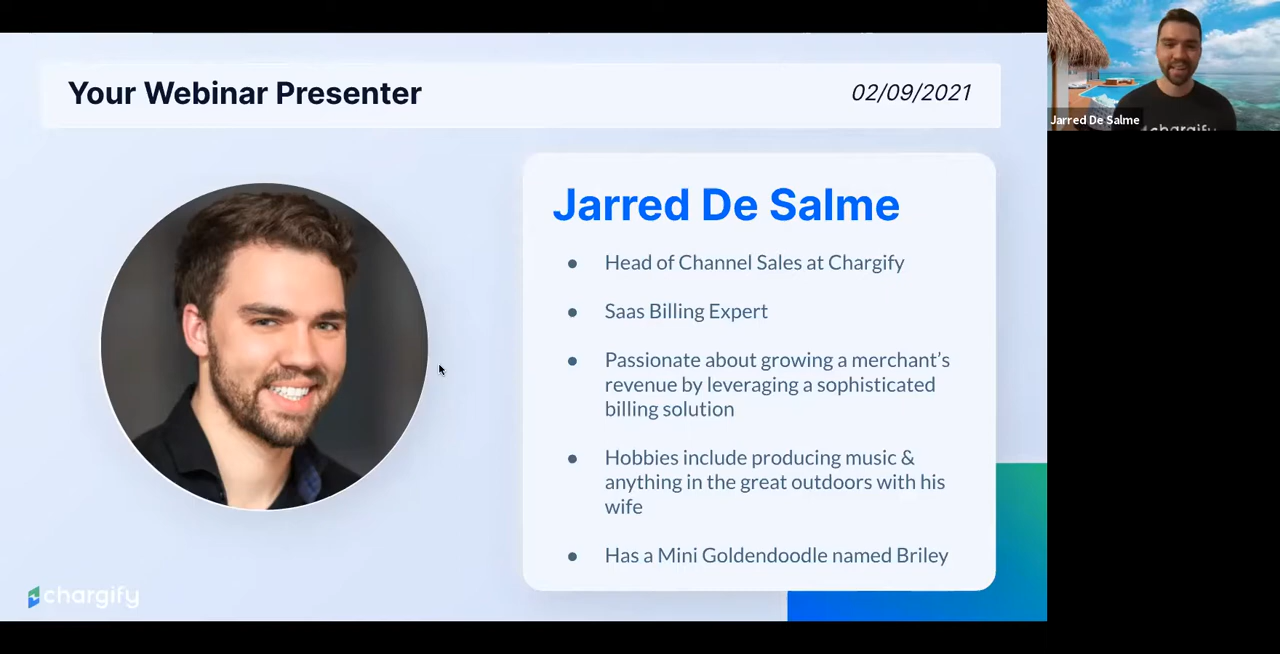 Your Webinar Presenter
02/09/2021
Jarred De Salme
● Head of Channel Sales at Chargify
● Saas Billing Expert
● Passionate about growing a merchant's
revenue by leveraging a sophisticated
billing solution
● Hobbies include producing music &
anything in the great outdoors with his
wife
● Has a Mini Goldendoodle named Briley
chargify
Jarred De Salme
chargify